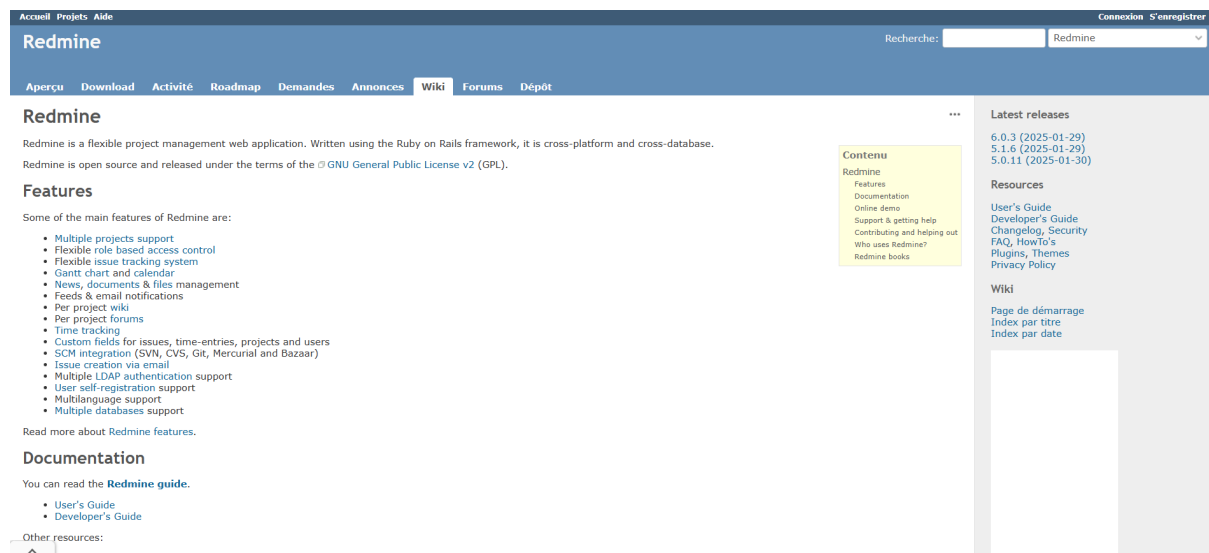 Accueil Projets Aide
Connexion S'enregistrer
Redmine
Recherche:
Redmine
Aperçu Download Activité Roadmap Demandes Annonces Wiki Forums Dépôt
Redmine
Redmine is a flexible project management web application. Written using the Ruby on Rails framework, it is cross-platform and cross-database.
Redmine is open source and released under the terms of the GNU General Public License v2 (GPL).
Features
Some of the main features of Redmine are:
Multiple projects support
Flexible role based access control
Flexible issue tracking system
Gantt chart and calendar
News, documents & files management
Feeds & email notifications
Per project wiki
Per project forums
Time tracking
Custom fields for issues, time-entries, projects and users
SCM integration (SVN, CVS, Git, Mercurial and Bazaar)
Issue creation via email
Multiple LDAP authentication support
User self-registration support
Multilanguage support
Multiple databases support
Read more about Redmine features.
Documentation
You can read the Redmine guide.
User's Guide
Developer's Guide
Other resources:
Contenu
Redmine
Features
Documentation
Online demo
Support & getting help
Contributing and helping out
Who uses Redmine?
Redmine books
Latest releases
6.0.3 (2025-01-29)
5.1.6 (2025-01-29)
5.0.11 (2025-01-30)
Resources
User's Guide
Developer's Guide
Changelog, Security
FAQ, HowTo's
Plugins, Themes
Privacy Policy
Wiki
Page de démarrage
Index par titre
Index par date